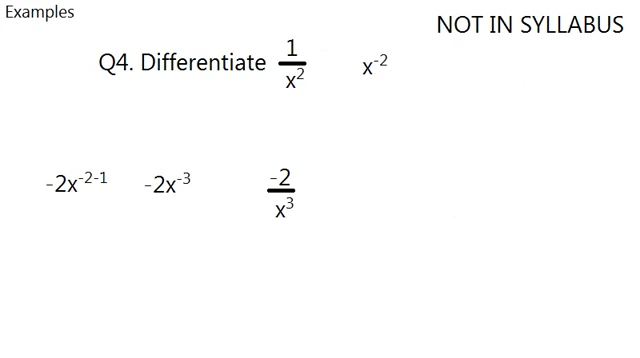 Examples
NOT IN SYLLABUS
Q4. Differentiate 1/x² x⁻²
-2x⁻²⁻¹ -2x⁻³ -2/x³